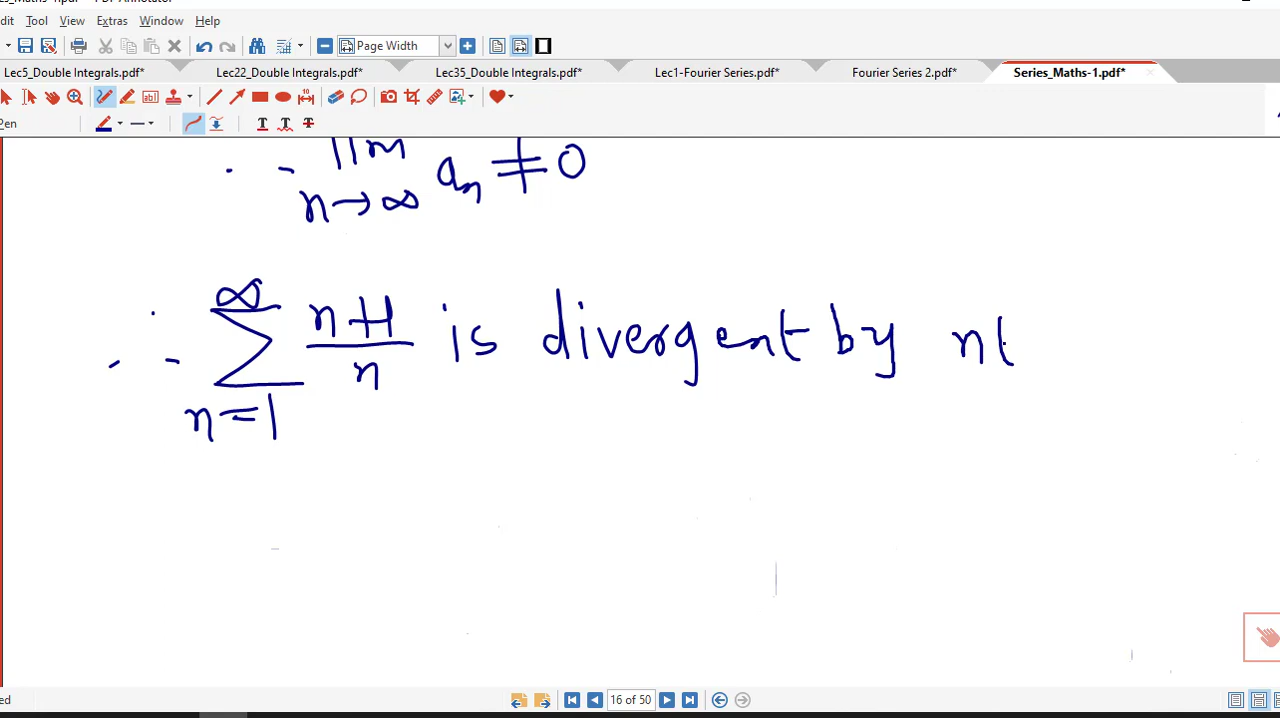 Edit Tool View Extras Window Help
Page Width
Lec5_Double Integrals.pdf* Lec22_Double Integrals.pdf* Lec35_Double Integrals.pdf* Lec1-Fourier Series.pdf* Fourier Series 2.pdf* Series_Maths-1.pdf*
Pen
∴ lim n→∞ aₙ ≠ 0
∴ ∑ n=1 ∞ (n+1)/n is divergent by nt
16 of 50